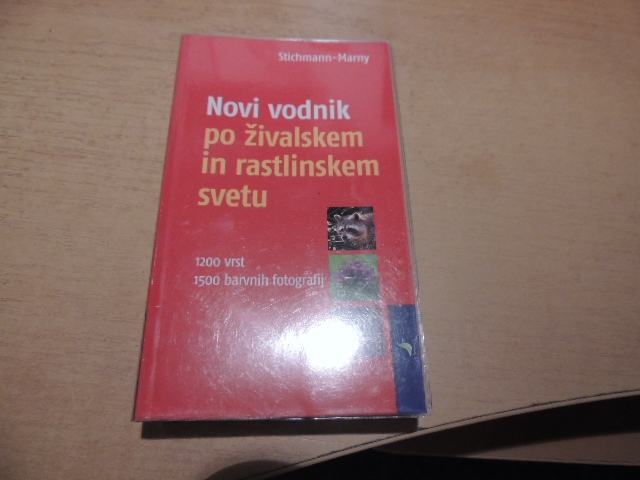 Stichmann-Marny
Novi vodnik
po živalskem
in rastlinskem
svetu
1200 vrst
1500 barvnih fotografij